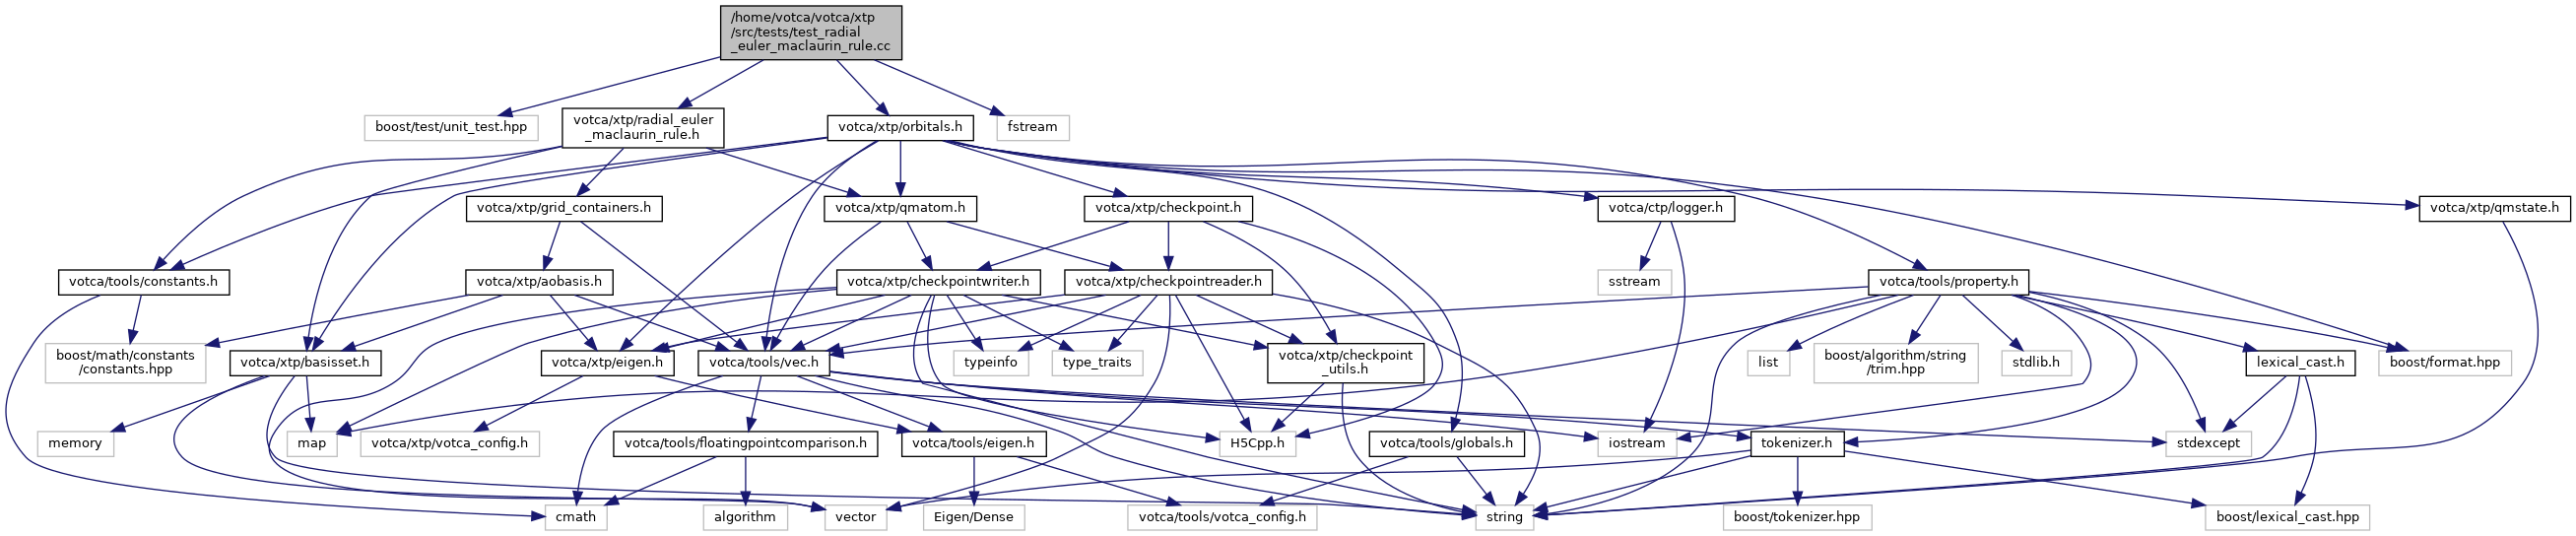 /home/votca/votca/xtp
/src/tests/test_radial
_euler_maclaurin_rule.cc
boost/test/unit_test.hpp
votca/xtp/radial_euler
_maclaurin_rule.h
votca/xtp/orbitals.h
fstream
votca/xtp/grid_containers.h
votca/xtp/qmatom.h
votca/xtp/checkpoint.h
votca/ctp/logger.h
votca/xtp/qmstate.h
votca/tools/constants.h
votca/xtp/aobasis.h
votca/xtp/checkpointwriter.h
votca/xtp/checkpointreader.h
sstream
votca/tools/property.h
boost/math/constants
/constants.hpp
votca/xtp/basisset.h
votca/xtp/eigen.h
votca/tools/vec.h
typeinfo
type_traits
votca/xtp/checkpoint
_utils.h
list
boost/algorithm/string
/trim.hpp
stdlib.h
lexical_cast.h
boost/format.hpp
memory
map
votca/xtp/votca_config.h
votca/tools/floatingpointcomparison.h
votca/tools/eigen.h
H5Cpp.h
votca/tools/globals.h
iostream
tokenizer.h
stdexcept
cmath
algorithm
vector
Eigen/Dense
votca/tools/votca_config.h
string
boost/tokenizer.hpp
boost/lexical_cast.hpp